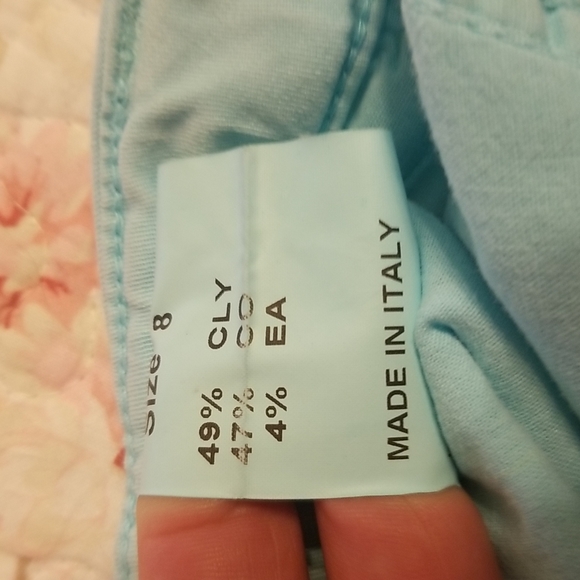 Size 8
49% CLY
47% CO
4% EA
MADE IN ITALY